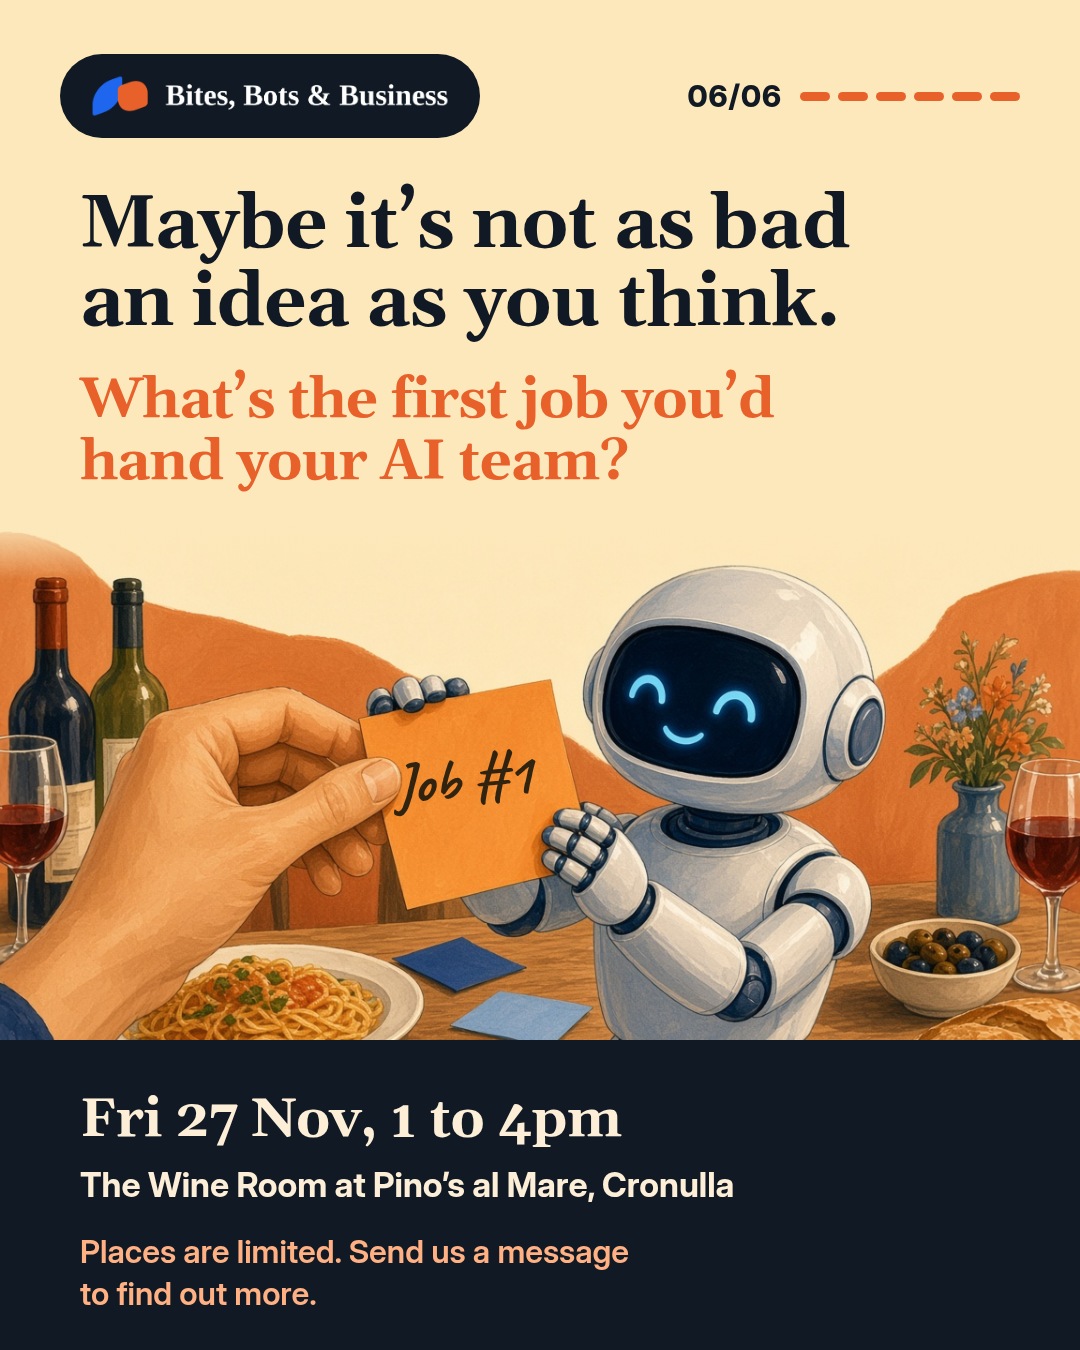 Bites, Bots & Business
06/06
Maybe it’s not as bad
an idea as you think.
What’s the first job you’d
hand your AI team?
Job #1
Fri 27 Nov, 1 to 4pm
The Wine Room at Pino’s al Mare, Cronulla
Places are limited. Send us a message
to find out more.